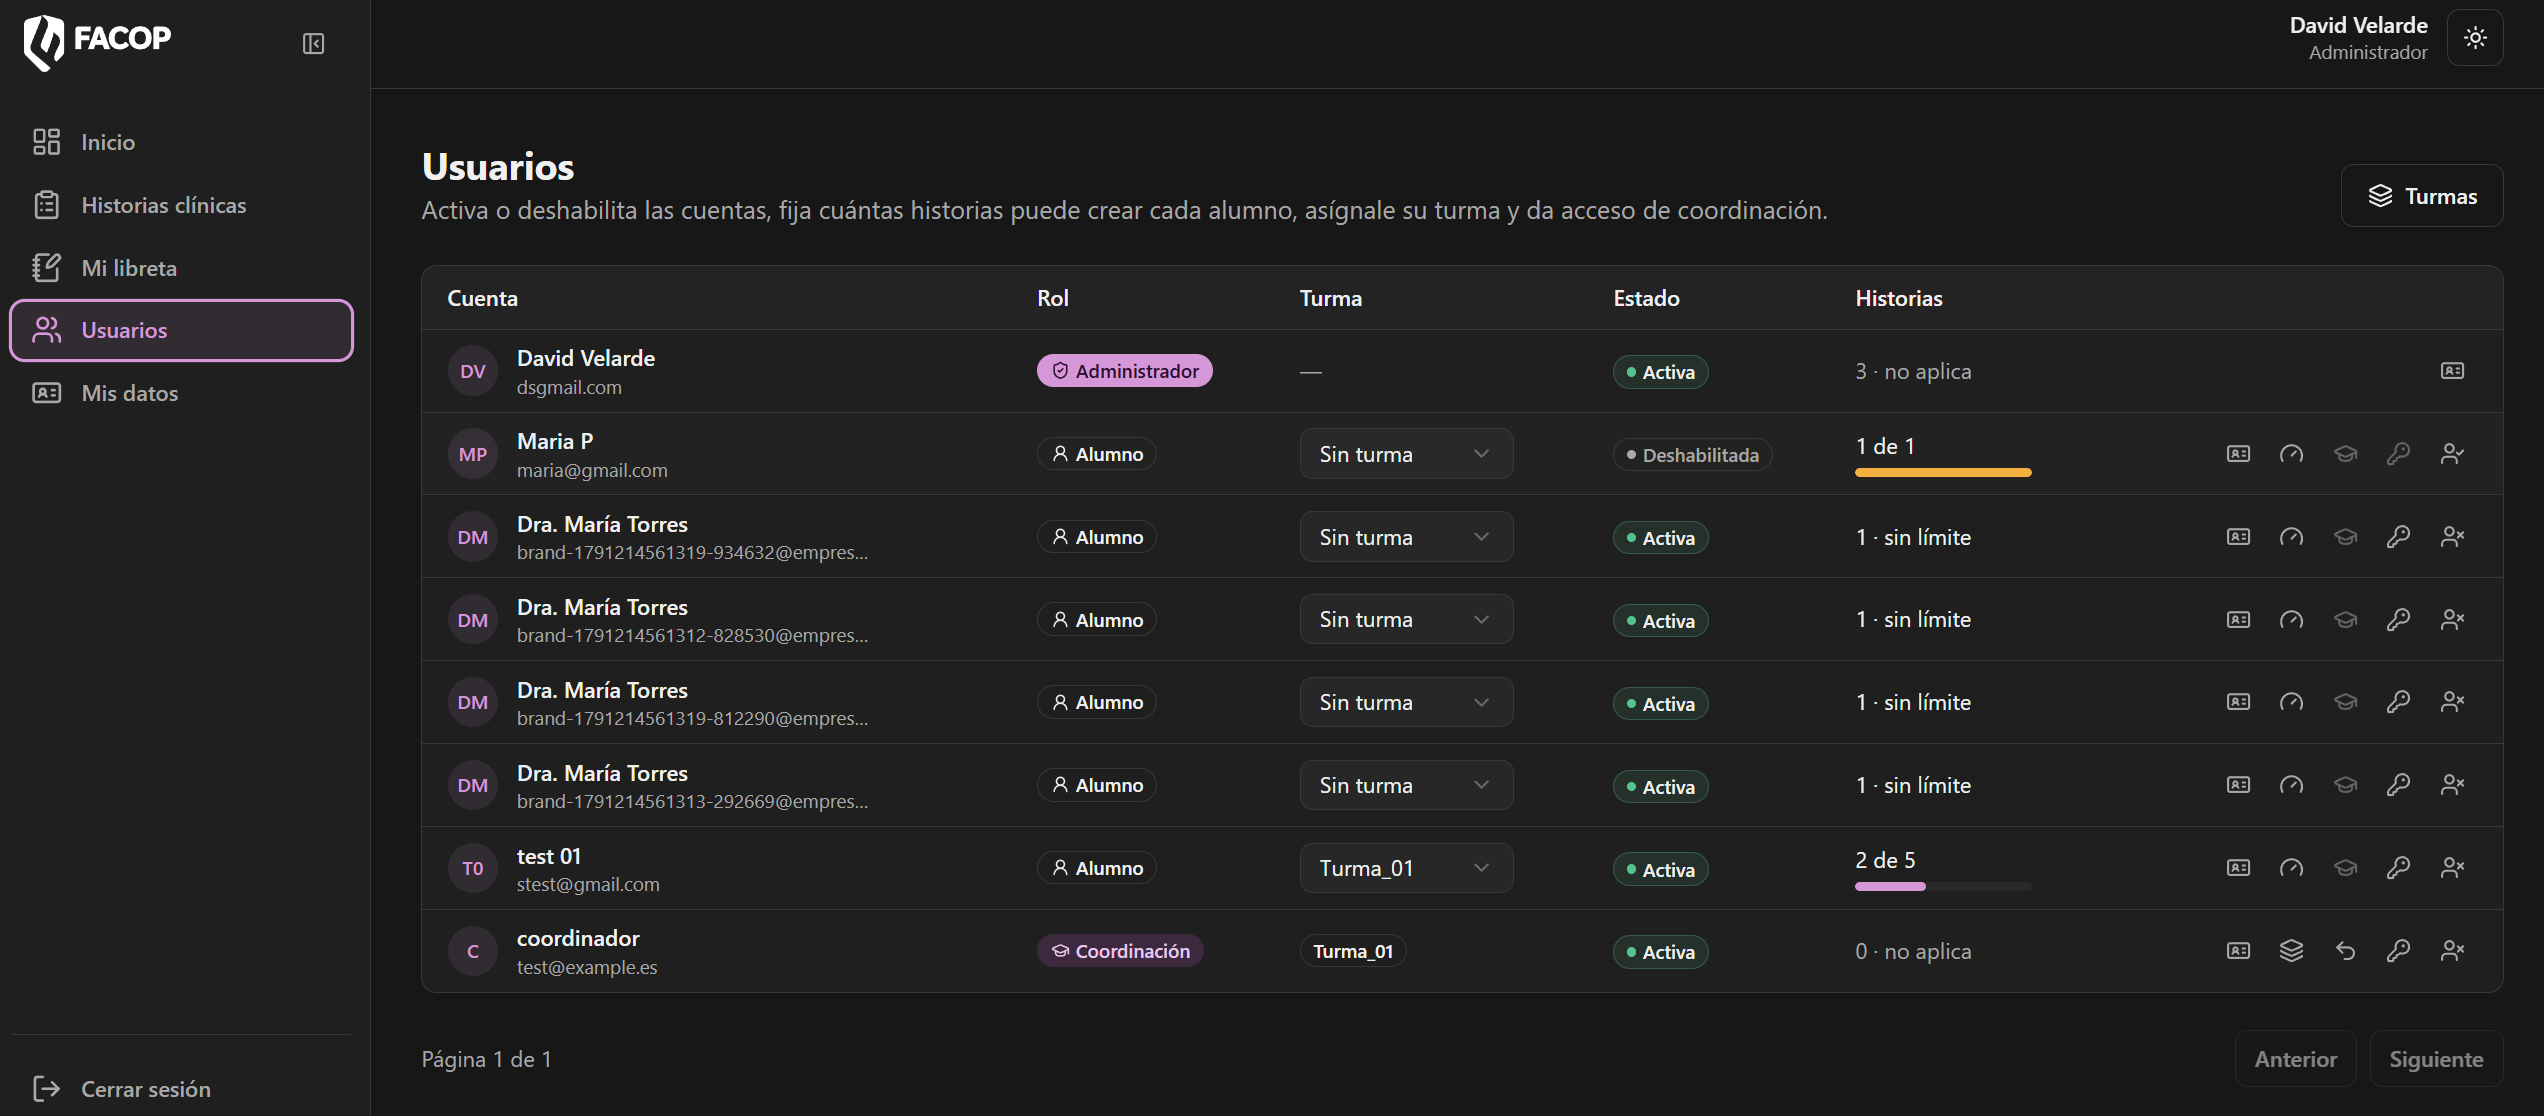 FACOP
David Velarde
Administrador
Inicio
Historias clínicas
Mi libreta
Usuarios
Mis datos
Cerrar sesión
Usuarios
Activa o deshabilita las cuentas, fija cuántas historias puede crear cada alumno, asígnale su turma y da acceso de coordinación.
Turmas
Cuenta Rol Turma Estado Historias
DV David Velarde Administrador — Activa 3 · no aplica
dsgmail.com
MP Maria P Alumno Sin turma Deshabilitada 1 de 1
maria@gmail.com
DM Dra. María Torres Alumno Sin turma Activa 1 · sin límite
brand-1791214561319-934632@empres...
DM Dra. María Torres Alumno Sin turma Activa 1 · sin límite
brand-1791214561312-828530@empres...
DM Dra. María Torres Alumno Sin turma Activa 1 · sin límite
brand-1791214561319-812290@empres...
DM Dra. María Torres Alumno Sin turma Activa 1 · sin límite
brand-1791214561313-292669@empres...
T0 test 01 Alumno Turma_01 Activa 2 de 5
stest@gmail.com
C coordinador Coordinación Turma_01 Activa 0 · no aplica
test@example.es
Página 1 de 1
Anterior Siguiente